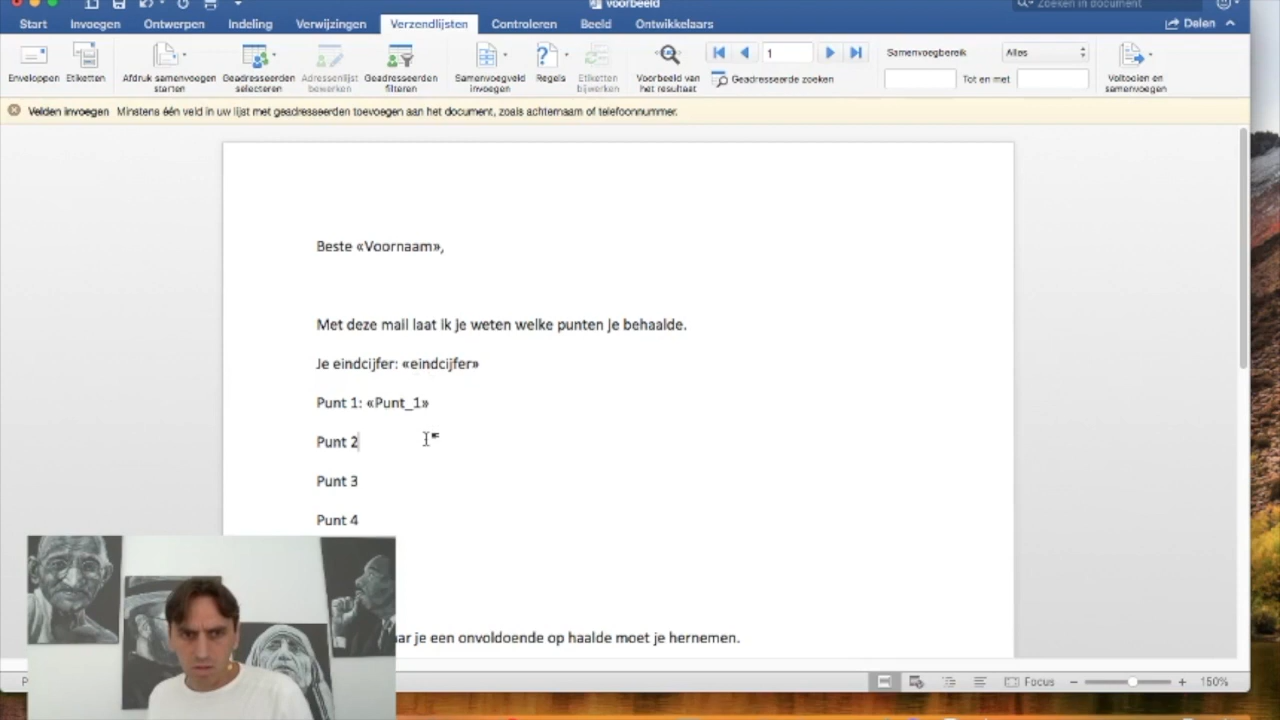 voorbeeld
Zoeken in document
Start Invoegen Ontwerpen Indeling Verwijzingen Verzendlijsten Controleren Beeld Ontwikkelaars Delen
Enveloppen Etiketten Afdruk samenvoegen starten Geadresseerden selecteren Adressenlijst bewerken Geadresseerden filteren Samenvoegveld invoegen Regels Etiketten bijwerken Voorbeeld van het resultaat
1
Geadresseerde zoeken
Samenvoegbereik Alles
Tot en met
Voltooien en samenvoegen
Velden invoegen Minstens één veld in uw lijst met geadresseerden toevoegen aan het document, zoals achternaam of telefoonnummer.
Beste «Voornaam»,
Met deze mail laat ik je weten welke punten je behaalde.
Je eindcijfer: «eindcijfer»
Punt 1: «Punt_1»
Punt 2
Punt 3
Punt 4
je een onvoldoende op haalde moet je hernemen.
Focus 150%